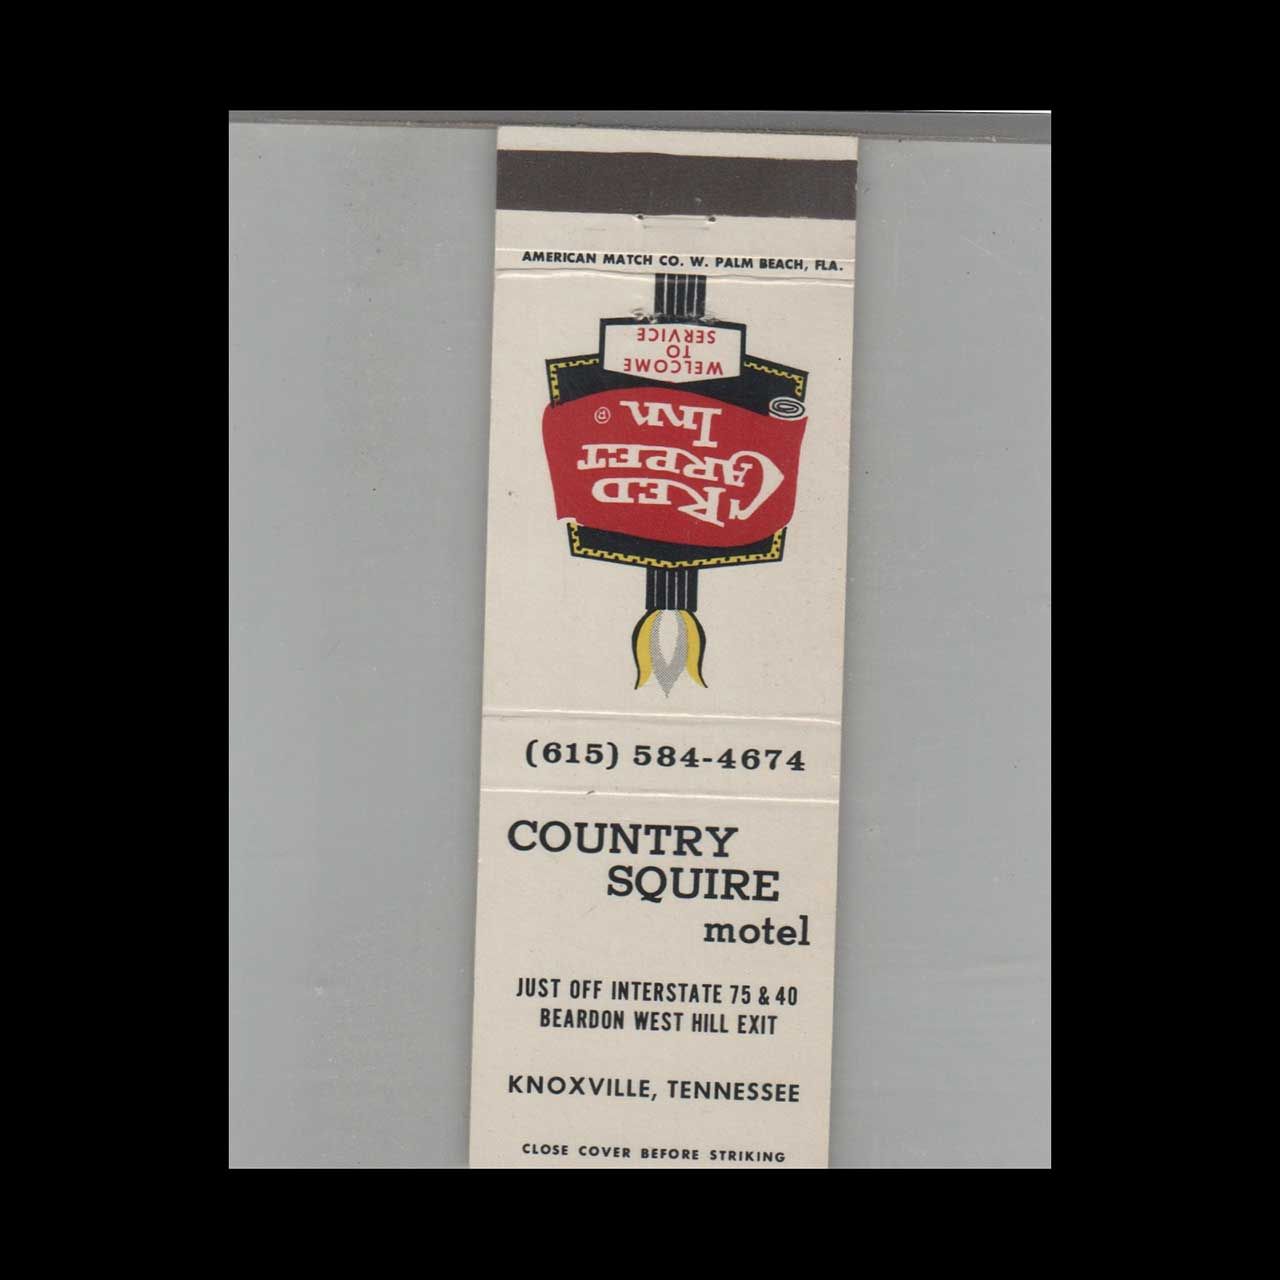 AMERICAN MATCH CO. W. PALM BEACH, FLA.
WELCOME
TO
SERVICE
RED
CARPET
INN ®
(615) 584-4674
COUNTRY
SQUIRE
motel
JUST OFF INTERSTATE 75 & 40
BEARDON WEST HILL EXIT
KNOXVILLE, TENNESSEE
CLOSE COVER BEFORE STRIKING